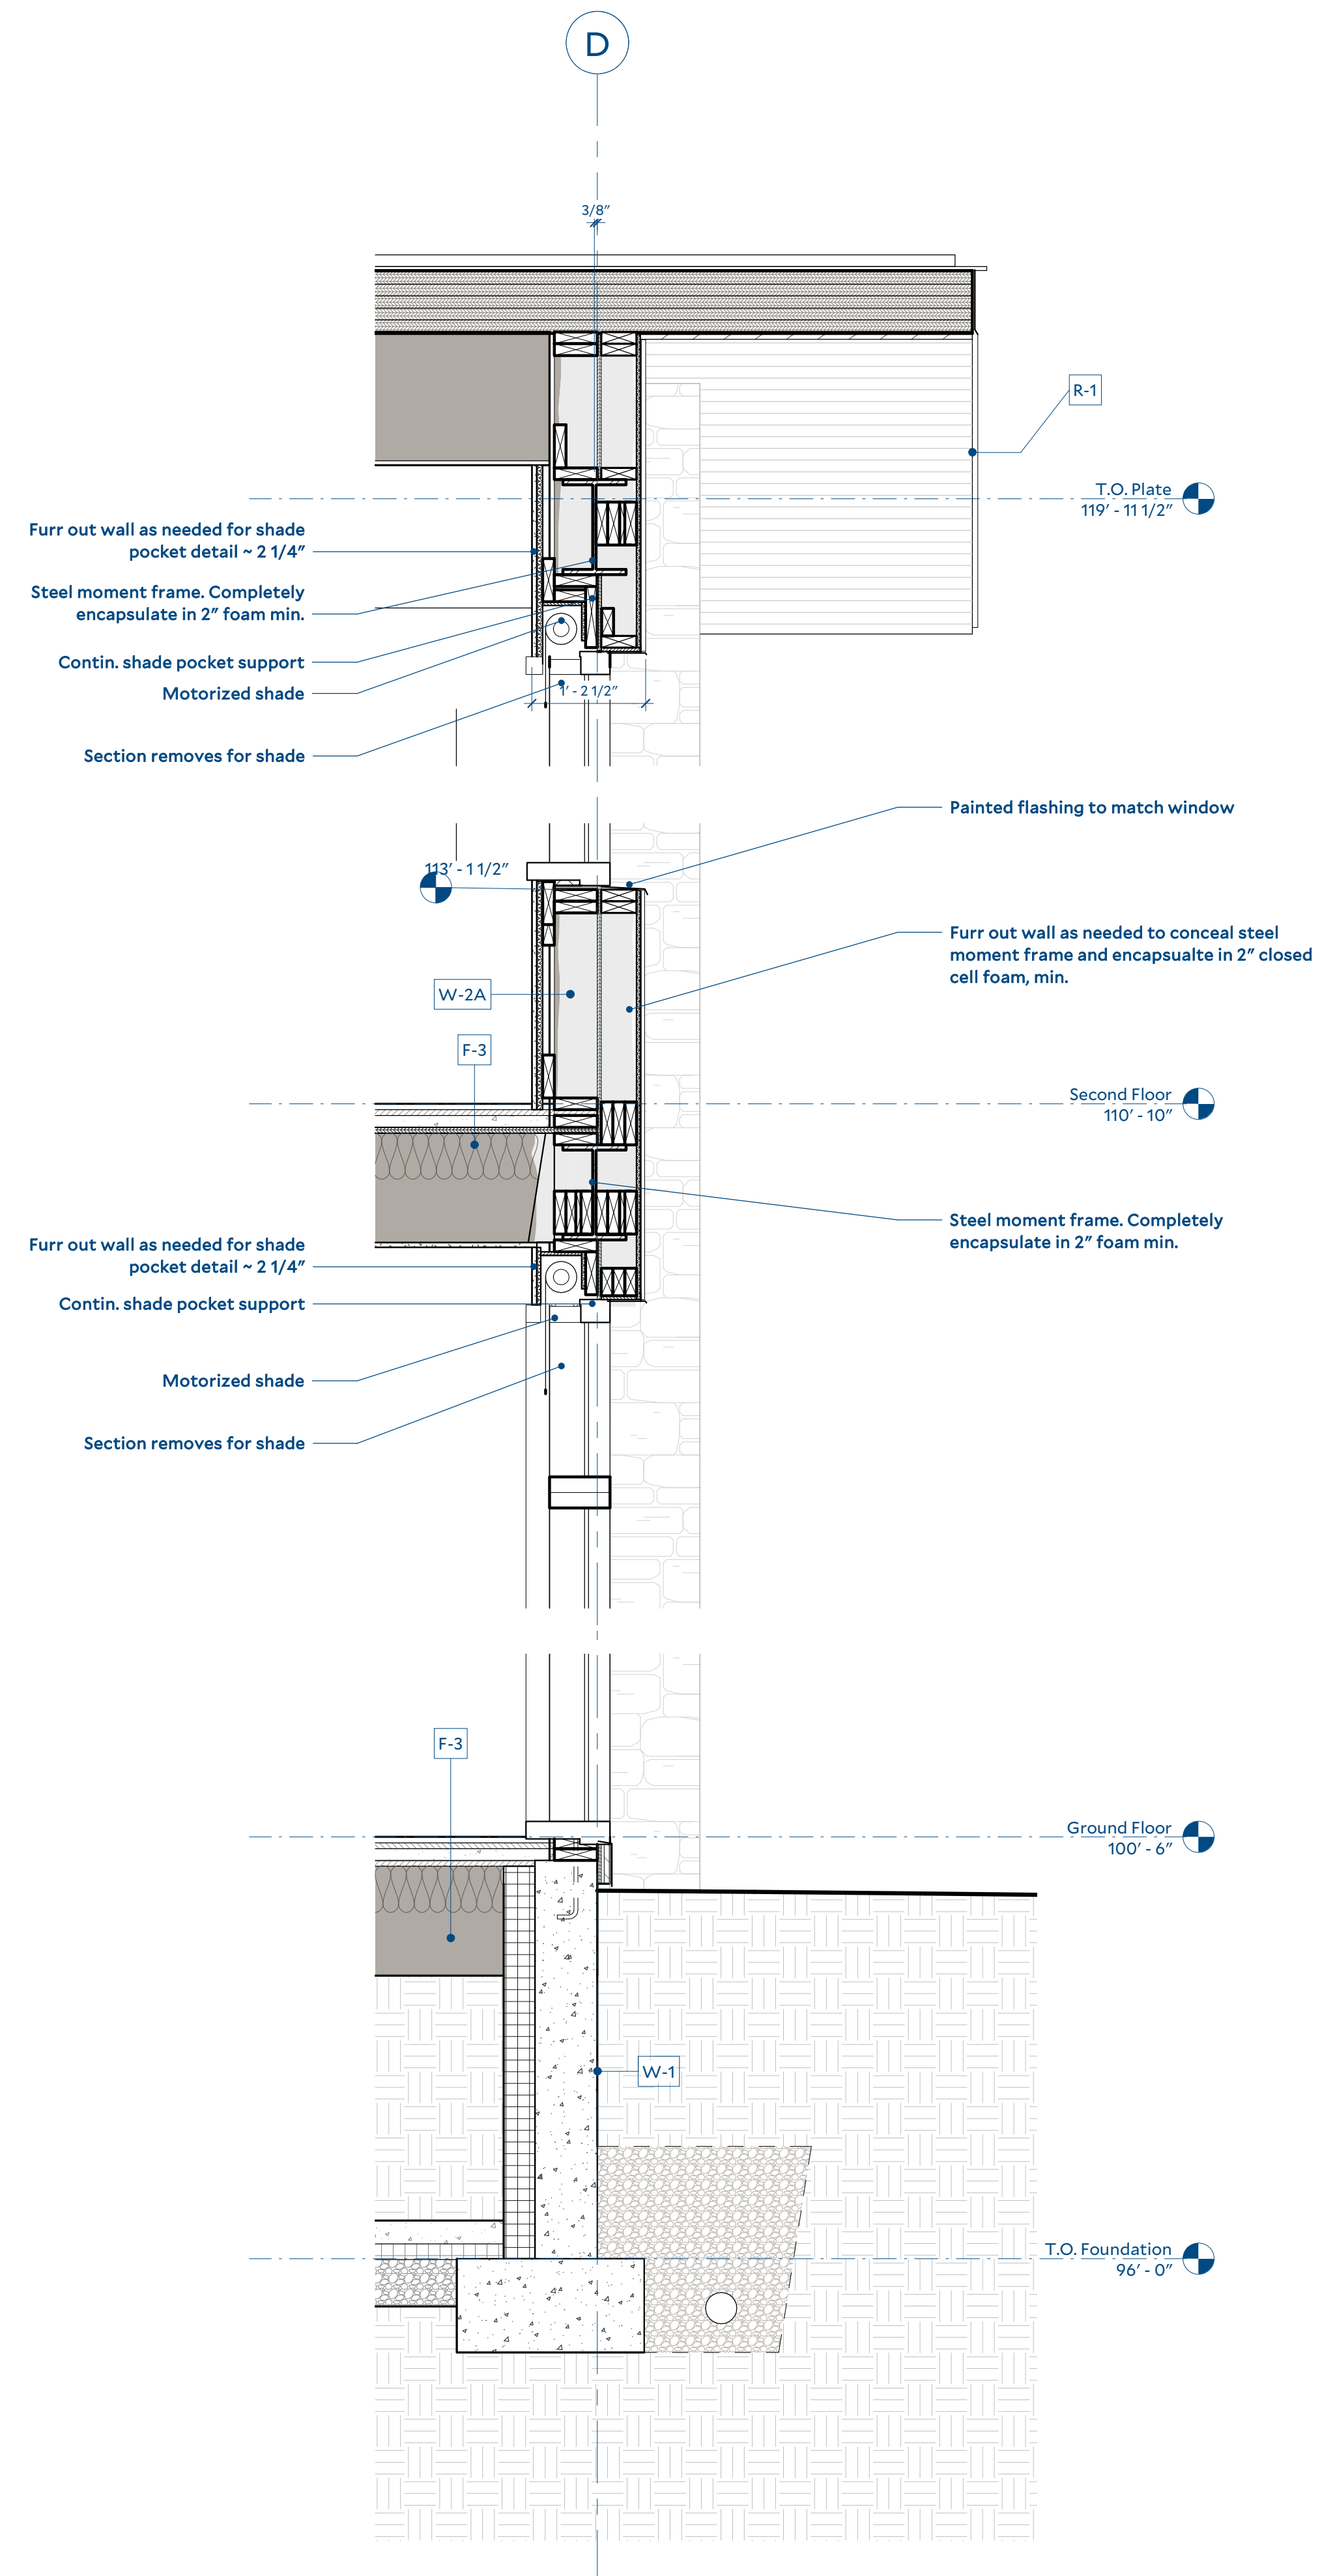 D
3/8"
R-1
T.O. Plate
119' - 11 1/2"
Furr out wall as needed for shade
pocket detail ~ 2 1/4"
Steel moment frame. Completely
encapsulate in 2" foam min.
Contin. shade pocket support
Motorized shade
1' - 2 1/2"
Section removes for shade
Painted flashing to match window
113' - 1 1/2"
Furr out wall as needed to conceal steel
moment frame and encapsualte in 2" closed
cell foam, min.
W-2A
F-3
Second Floor
110' - 10"
Steel moment frame. Completely
encapsulate in 2" foam min.
Furr out wall as needed for shade
pocket detail ~ 2 1/4"
Contin. shade pocket support
Motorized shade
Section removes for shade
F-3
Ground Floor
100' - 6"
W-1
T.O. Foundation
96' - 0"